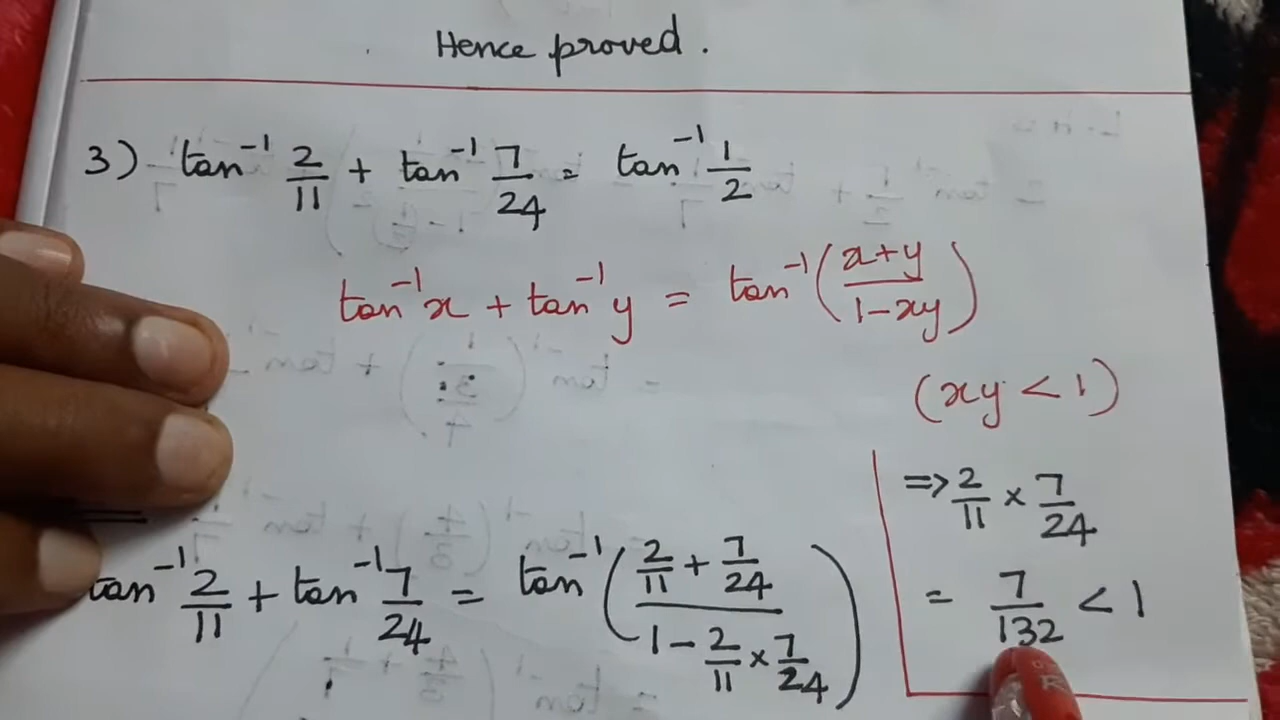 Hence proved.
3) tan⁻¹ 2/11 + tan⁻¹ 7/24 = tan⁻¹ 1/2
tan⁻¹x + tan⁻¹y = tan⁻¹((x+y)/(1-xy))
(xy < 1)
⇒ 2/11 × 7/24
= 7/132 < 1
tan⁻¹ 2/11 + tan⁻¹ 7/24 = tan⁻¹((2/11 + 7/24)/(1 - 2/11 × 7/24))